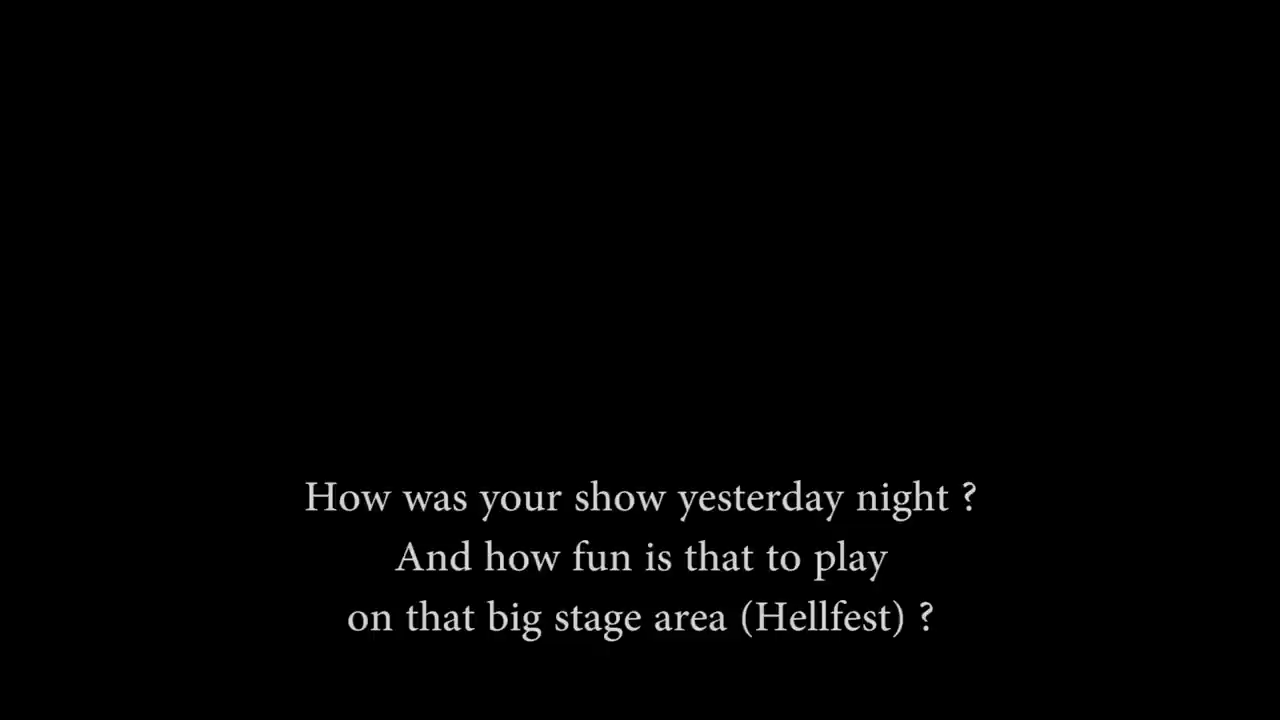 How was your show yesterday night ?
And how fun is that to play
on that big stage area (Hellfest) ?